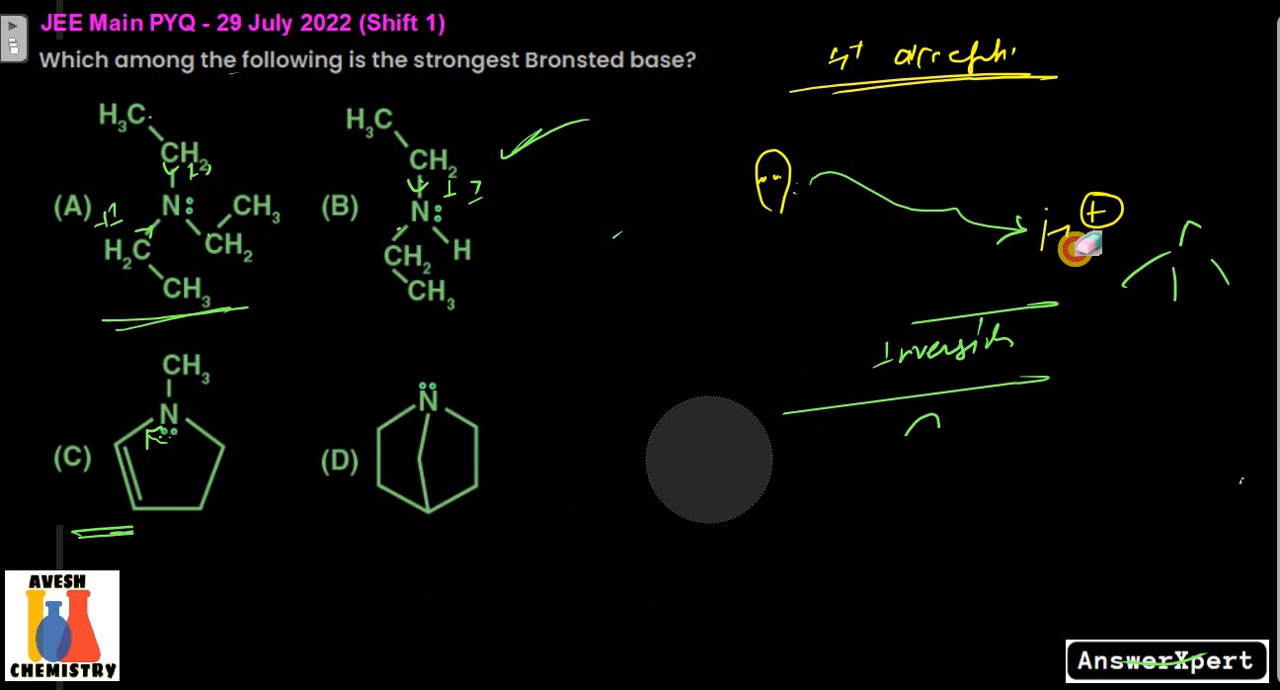 JEE Main PYQ - 29 July 2022 (Shift 1)
Which among the following is the strongest Bronsted base?
H⁺
(A)
H₃C
CH₂
N:
CH₃
CH₂
H₂C
CH₃
(B)
H₃C
CH₂
N:
H
CH₂
CH₃
(C)
CH₃
N
(D)
N
Inversion
AVESH
CHEMISTRY
AnswerXpert